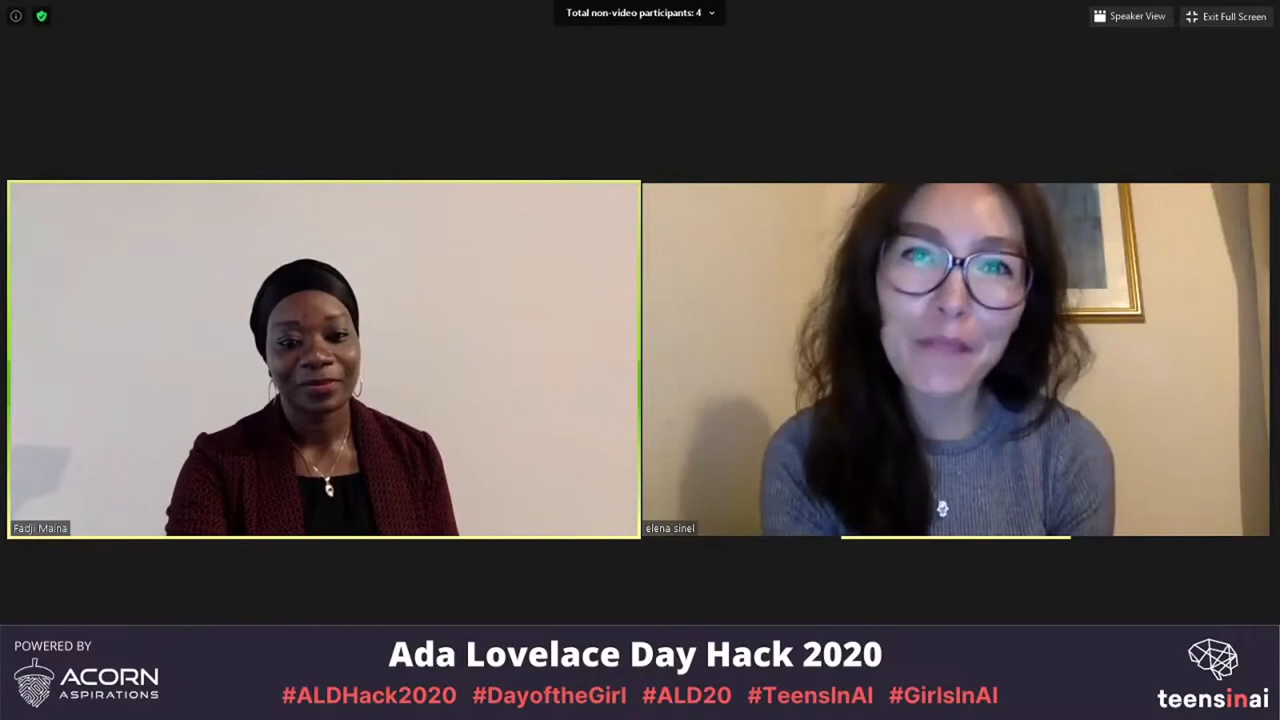 Total non-video participants: 4
Speaker View
Exit Full Screen
Fadji Maina
elena sinel
POWERED BY
ACORN
ASPIRATIONS
Ada Lovelace Day Hack 2020
#ALDHack2020 #DayoftheGirl #ALD20 #TeensInAI #GirlsInAI
teensinai